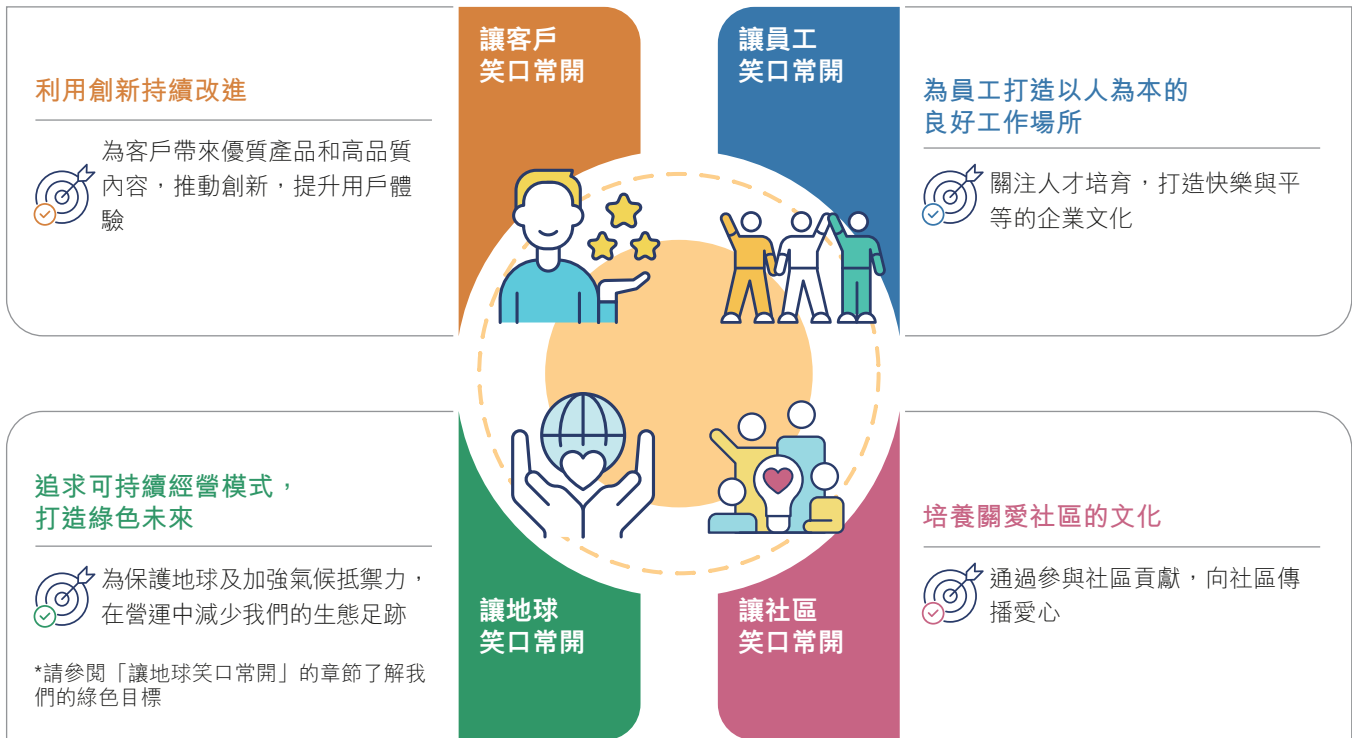 讓客戶
笑口常開
利用創新持續改進
為客戶帶來優質產品和高品質
內容，推動創新，提升用戶體
驗
讓員工
笑口常開
為員工打造以人為本的
良好工作場所
關注人才培育，打造快樂與平
等的企業文化
追求可持續經營模式，
打造綠色未來
為保護地球及加強氣候抵禦力，
在營運中減少我們的生態足跡
*請參閱「讓地球笑口常開」的章節了解我
們的綠色目標
讓地球
笑口常開
讓社區
笑口常開
培養關愛社區的文化
通過參與社區貢獻，向社區傳
播愛心